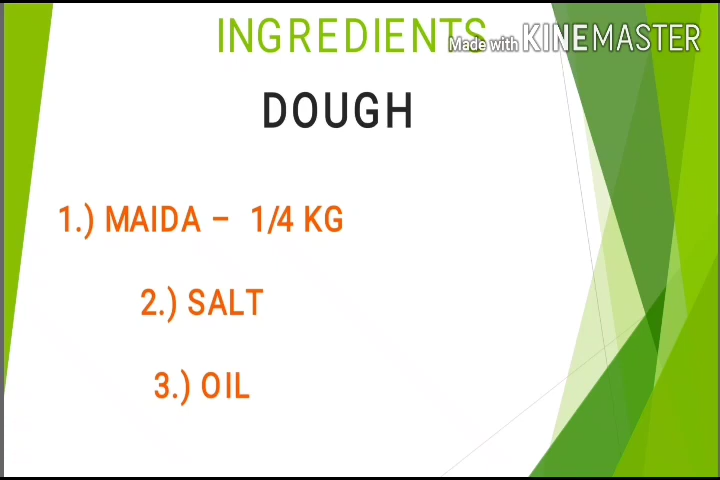 INGREDIENTS
Made with KINEMASTER
DOUGH
1.) MAIDA – 1/4 KG
2.) SALT
3.) OIL